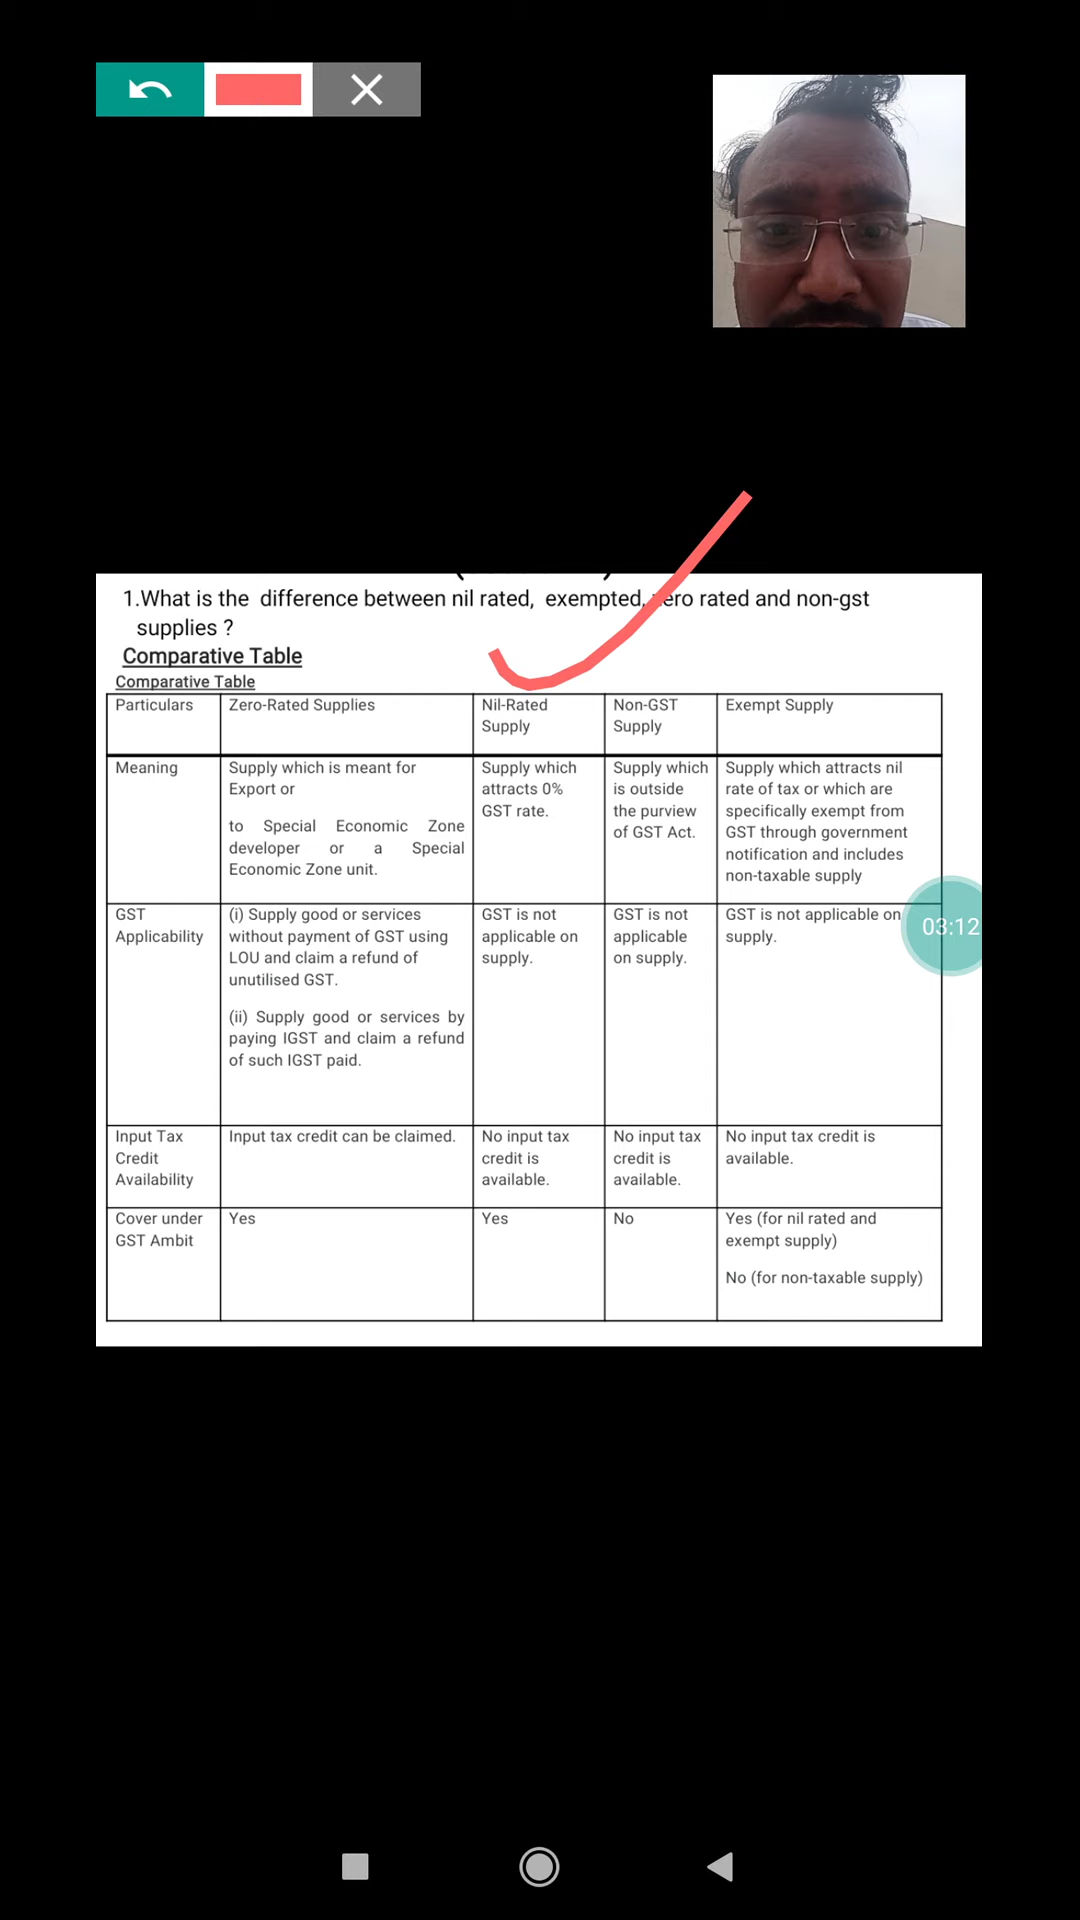 1.What is the difference between nil rated, exempted, zero rated and non-gst
supplies ?
Comparative Table
Comparative Table
Particulars
Zero-Rated Supplies
Nil-Rated
Supply
Non-GST
Supply
Exempt Supply
Meaning
Supply which is meant for
Export or
to Special Economic Zone
developer or a Special
Economic Zone unit.
Supply which
attracts 0%
GST rate.
Supply which
is outside
the purview
of GST Act.
Supply which attracts nil
rate of tax or which are
specifically exempt from
GST through government
notification and includes
non-taxable supply
GST
Applicability
(i) Supply good or services
without payment of GST using
LOU and claim a refund of
unutilised GST.
(ii) Supply good or services by
paying IGST and claim a refund
of such IGST paid.
GST is not
applicable on
supply.
GST is not
applicable
on supply.
GST is not applicable on
supply.
03:12
Input Tax
Credit
Availability
Input tax credit can be claimed.
No input tax
credit is
available.
No input tax
credit is
available.
No input tax credit is
available.
Cover under
GST Ambit
Yes
Yes
No
Yes (for nil rated and
exempt supply)
No (for non-taxable supply)